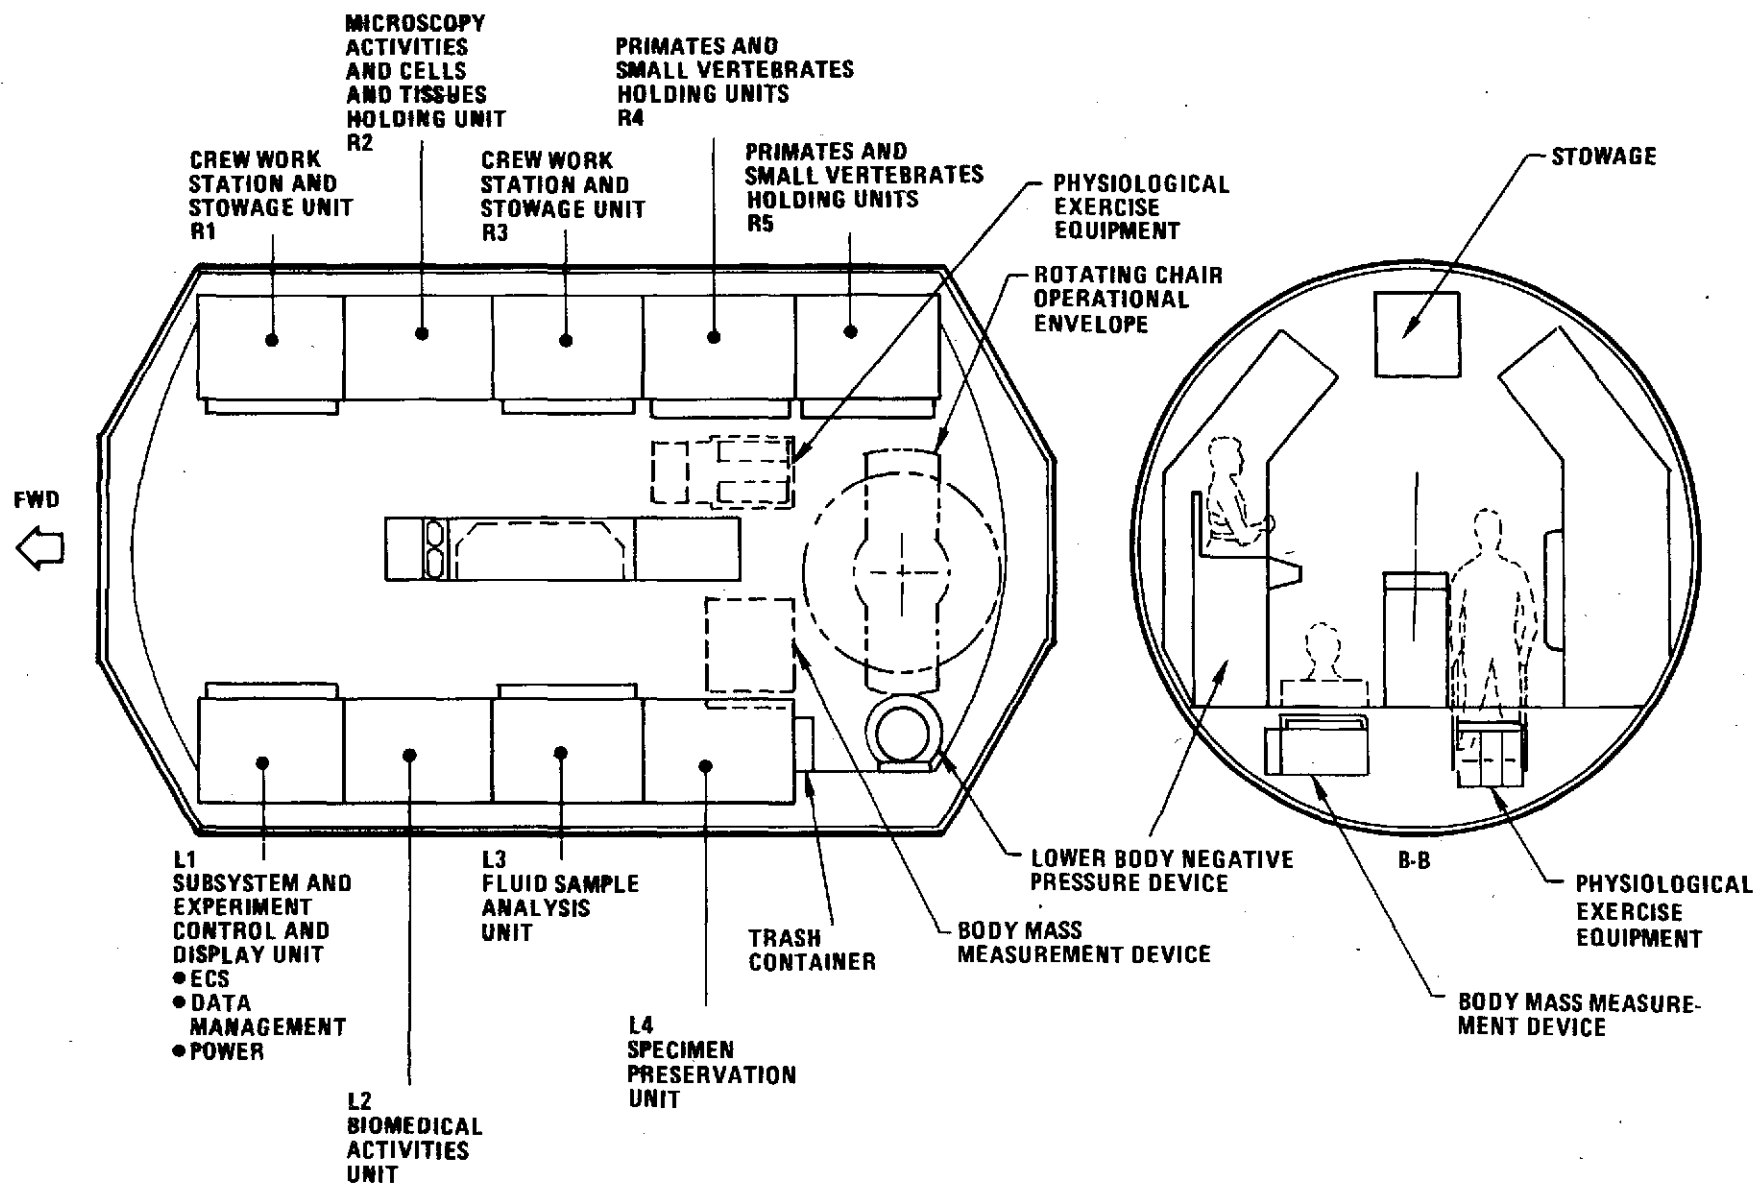 MICROSCOPY
ACTIVITIES
AND CELLS
AND TISSUES
HOLDING UNIT
R2
PRIMATES AND
SMALL VERTEBRATES
HOLDING UNITS
R4
CREW WORK
STATION AND
STOWAGE UNIT
R1
CREW WORK
STATION AND
STOWAGE UNIT
R3
PRIMATES AND
SMALL VERTEBRATES
HOLDING UNITS
R5
PHYSIOLOGICAL
EXERCISE
EQUIPMENT
STOWAGE
ROTATING CHAIR
OPERATIONAL
ENVELOPE
FWD
L1
SUBSYSTEM AND
EXPERIMENT
CONTROL AND
DISPLAY UNIT
● ECS
● DATA
MANAGEMENT
● POWER
L3
FLUID SAMPLE
ANALYSIS
UNIT
LOWER BODY NEGATIVE
PRESSURE DEVICE
B-B
PHYSIOLOGICAL
EXERCISE
EQUIPMENT
TRASH
CONTAINER
BODY MASS
MEASUREMENT DEVICE
BODY MASS MEASURE-
MENT DEVICE
L4
SPECIMEN
PRESERVATION
UNIT
L2
BIOMEDICAL
ACTIVITIES
UNIT